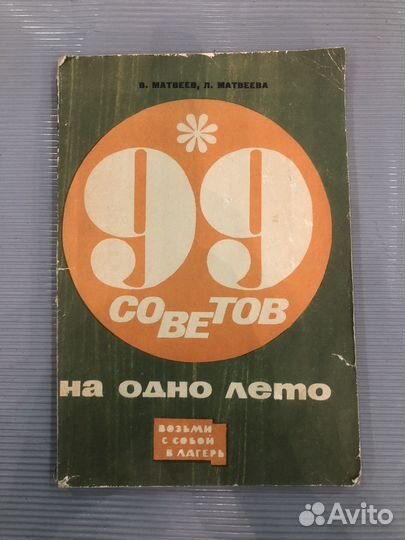 В. МАТВЕЕВ, Л. МАТВЕЕВА
99
СОВЕТОВ
на одно лето
ВОЗЬМИ
С СОБОЙ
В ЛАГЕРЬ
Avito